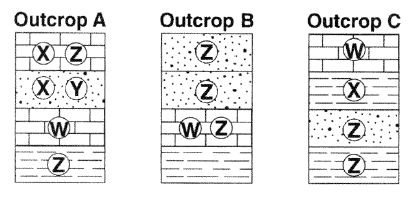 Outcrop A Outcrop B Outcrop C
X Z Z W
X Y Z X
W W Z Z
Z Z